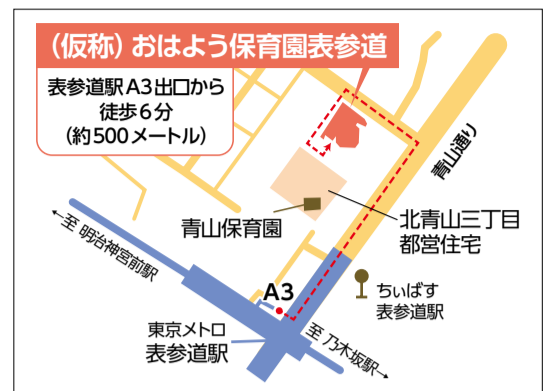 (仮称)おはよう保育園表参道
表参道駅A3出口から
徒歩6分
(約500メートル)
青山通り
北青山三丁目
都営住宅
青山保育園
←至 明治神宮前駅
A3
ちぃばす
表参道駅
東京メトロ
表参道駅
至 乃木坂駅→